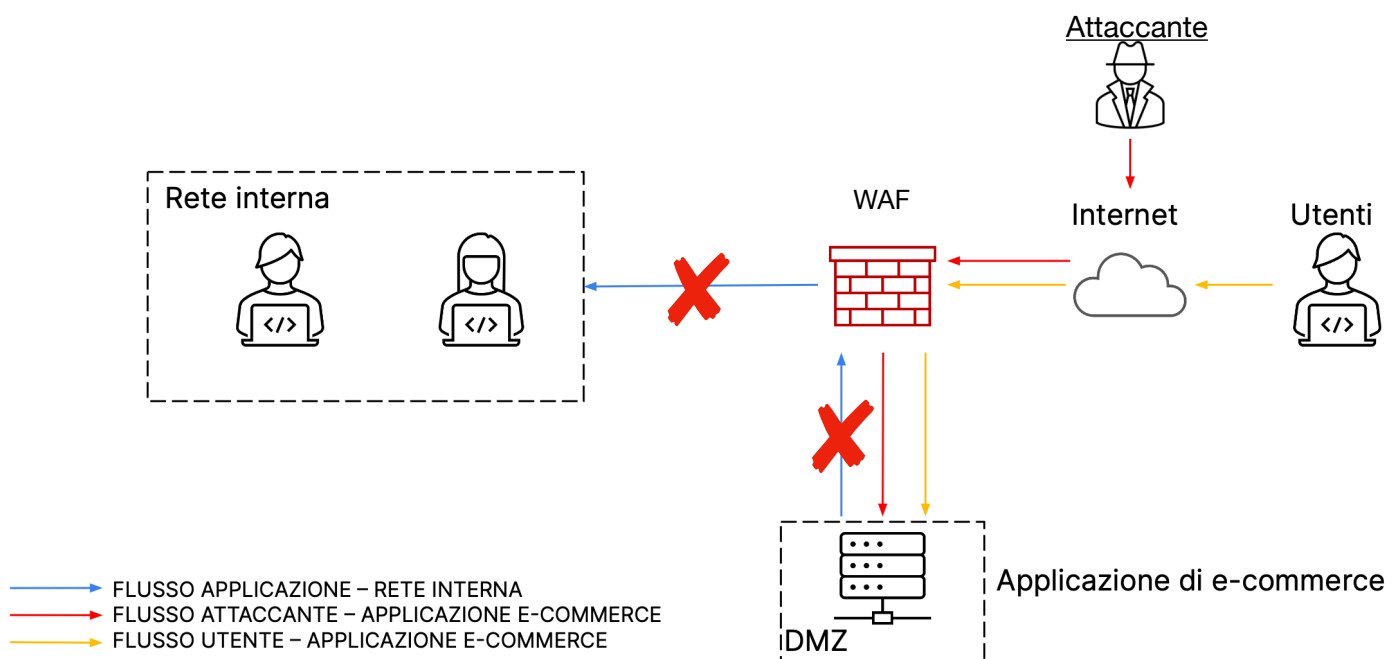 Attaccante
Rete interna
WAF
Internet
Utenti
</>
</>
</>
Applicazione di e-commerce
DMZ
FLUSSO APPLICAZIONE – RETE INTERNA
FLUSSO ATTACCANTE – APPLICAZIONE E-COMMERCE
FLUSSO UTENTE – APPLICAZIONE E-COMMERCE